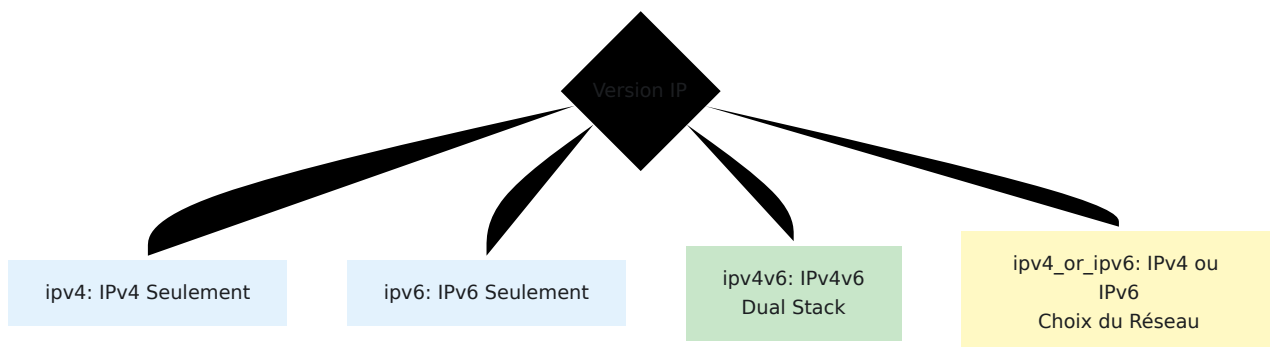 Version IP
ipv4: IPv4 Seulement
ipv6: IPv6 Seulement
ipv4v6: IPv4v6
Dual Stack
ipv4_or_ipv6: IPv4 ou
IPv6
Choix du Réseau